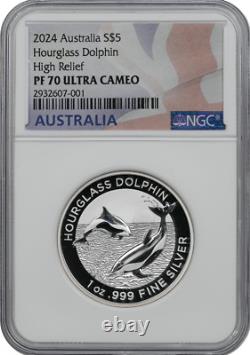 2024 Australia S$5
Hourglass Dolphin
High Relief
PF 70 ULTRA CAMEO
2932607-001
NGC
AUSTRALIA
HOURGLASS DOLPHIN
1 oz .999 FINE SILVER
ebay